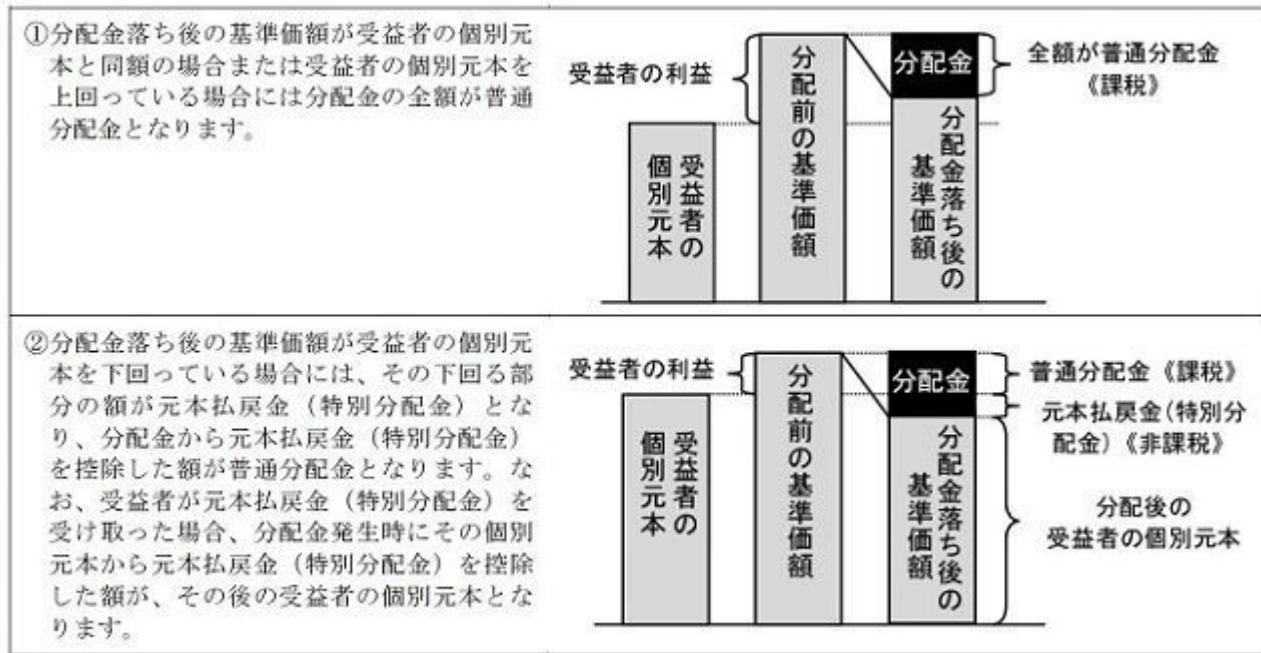 ①分配金落ち後の基準価額が受益者の個別元
本と同額の場合または受益者の個別元本を
上回っている場合には分配金の全額が普通
分配金となります。
受益者の利益
受益者の
個別元本
分配前の基準価額
分配金
分配金落ち後の
基準価額
全額が普通分配金
《課税》
②分配金落ち後の基準価額が受益者の個別元
本を下回っている場合には、その下回る部
分の額が元本払戻金（特別分配金）とな
り、分配金から元本払戻金（特別分配金）
を控除した額が普通分配金となります。な
お、受益者が元本払戻金（特別分配金）を
受け取った場合、分配金発生時にその個別
元本から元本払戻金（特別分配金）を控除
した額が、その後の受益者の個別元本とな
ります。
受益者の利益
受益者の
個別元本
分配前の基準価額
分配金
分配金落ち後の
基準価額
普通分配金《課税》
元本払戻金(特別分
配金)《非課税》
分配後の
受益者の個別元本